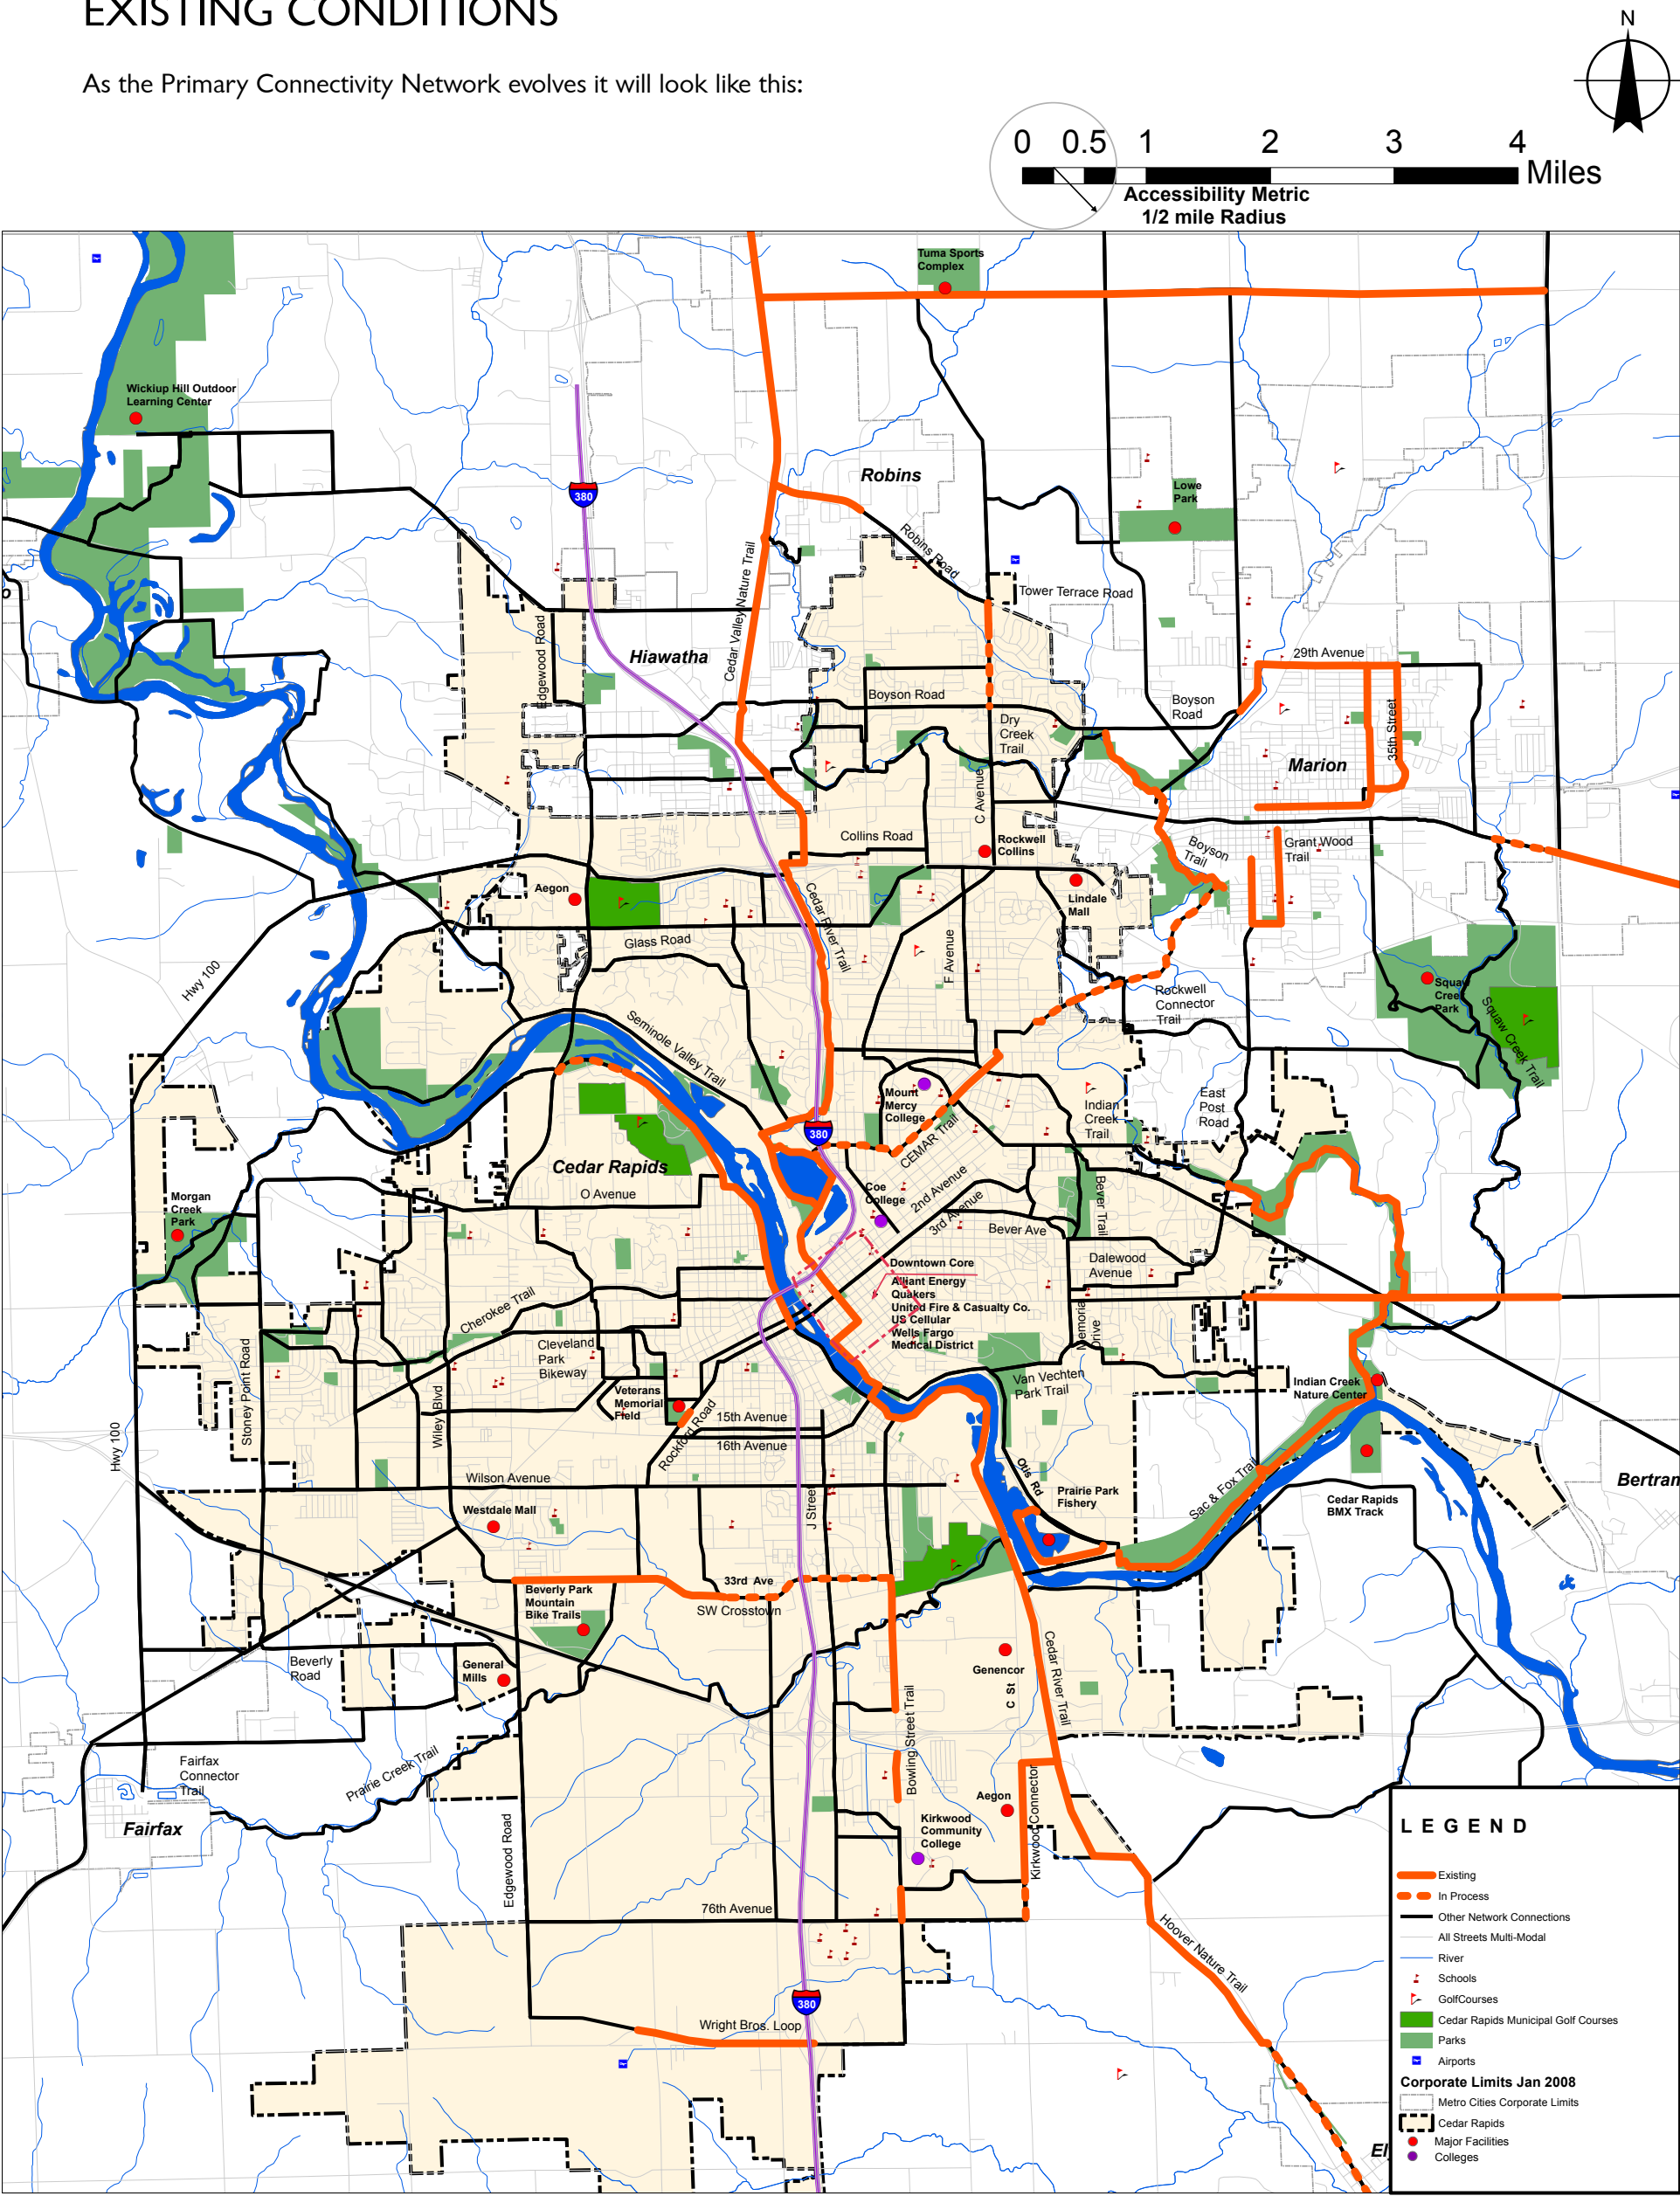 EXISTING CONDITIONS
As the Primary Connectivity Network evolves it will look like this:
N
0 0.5 1 2 3 4
Miles
Accessibility Metric
1/2 mile Radius
Tuma Sports
Complex
Wickiup Hill Outdoor
Learning Center
380
Robins
Lowe
Park
Robins Road
Tower Terrace Road
Cedar Valley Nature Trail
Edgewood Road
Hiawatha
29th Avenue
Boyson Road
Boyson
Road
Dry
Creek
Trail
35th Street
Marion
C Avenue
Collins Road
Rockwell
Collins
Boyson
Trail
Grant Wood
Trail
Aegon
Lindale
Mall
Cedar River Trail
Glass Road
F Avenue
Hwy 100
Squaw
Creek
Park
Squaw Creek Trail
Rockwell
Connector
Trail
Seminole Valley Trail
Mount
Mercy
College
Indian
Creek
Trail
East
Post
Road
380
CEMAR Trail
Cedar Rapids
O Avenue
Morgan
Creek
Park
Coe
College
2nd Avenue
3rd Avenue
Bever Trail
Bever Ave
Dalewood
Avenue
Downtown Core
Alliant Energy
Quakers
United Fire & Casualty Co.
US Cellular
Wells Fargo
Medical District
Cherokee Trail
Memorial
Drive
Cleveland
Park
Bikeway
Stoney Point Road
Wiley Blvd
Veterans
Memorial
Field
Van Vechten
Park Trail
Indian Creek
Nature Center
15th Avenue
Rockford Road
16th Avenue
Hwy 100
Wilson Avenue
Otis Rd
Sac & Fox Trail
Bertran
Westdale Mall
J Street
Prairie Park
Fishery
Cedar Rapids
BMX Track
33rd Ave
SW Crosstown
Beverly Park
Mountain
Bike Trails
Beverly
Road
General
Mills
Genencor
C St
Cedar River Trail
Bowling Street Trail
Fairfax
Connector
Trail
Prairie Creek Trail
Aegon
Kirkwood Connector
Kirkwood
Community
College
Fairfax
Edgewood Road
76th Avenue
Hoover Nature Trail
380
Wright Bros. Loop
LEGEND
Existing
In Process
Other Network Connections
All Streets Multi-Modal
River
Schools
GolfCourses
Cedar Rapids Municipal Golf Courses
Parks
Airports
Corporate Limits Jan 2008
Metro Cities Corporate Limits
Cedar Rapids
Major Facilities
Colleges